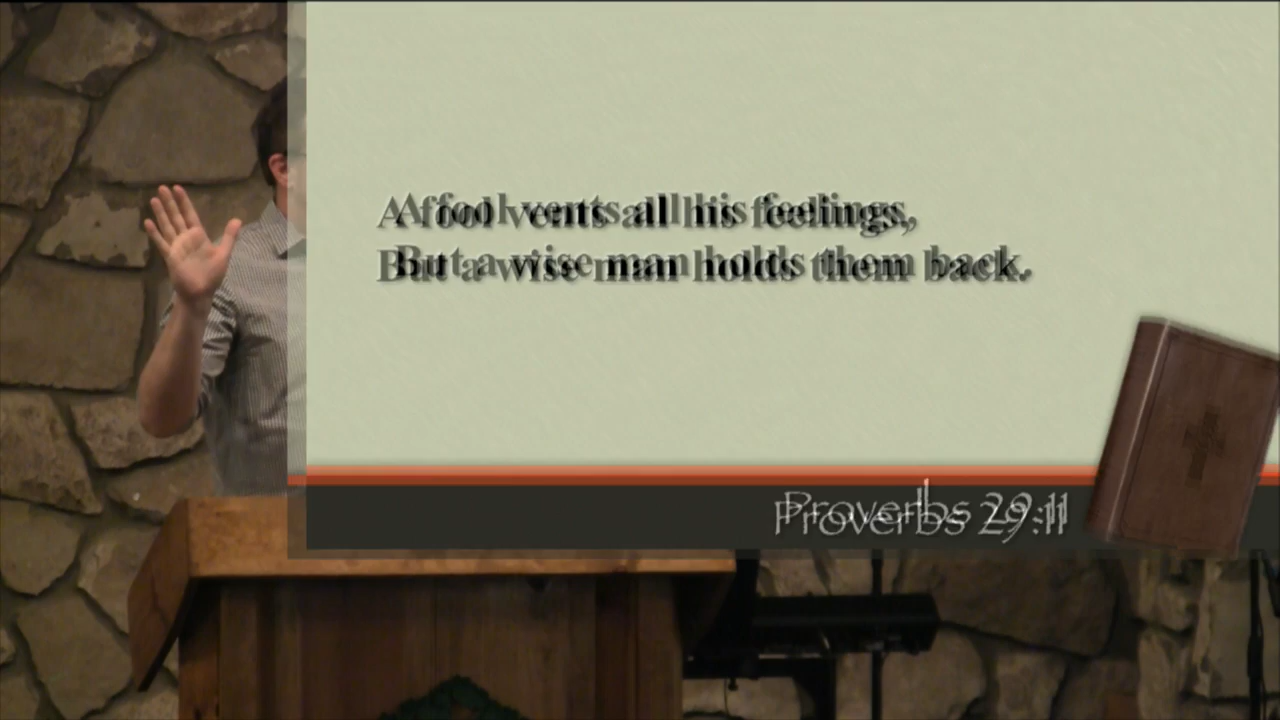 A fool vents all his feelings,
But a wise man holds them back.
Proverbs 29:11